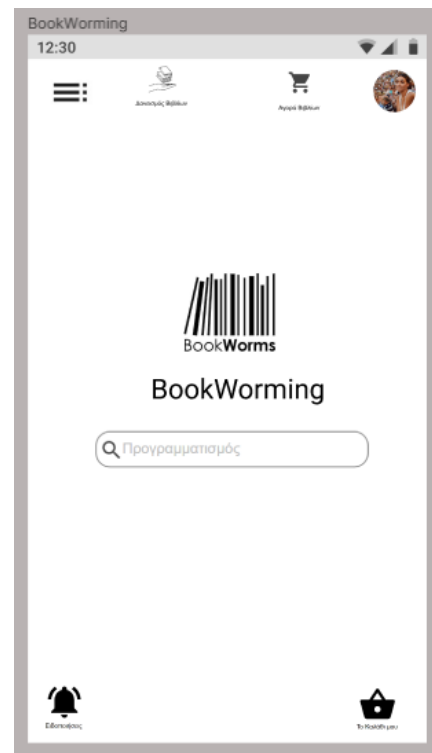 BookWorming
12:30
Δανεισμός Βιβλίων
Αγορά Βιβλίων
BookWorms
BookWorming
Προγραμματισμός
Ειδοποιήσεις
Το Καλάθι μου